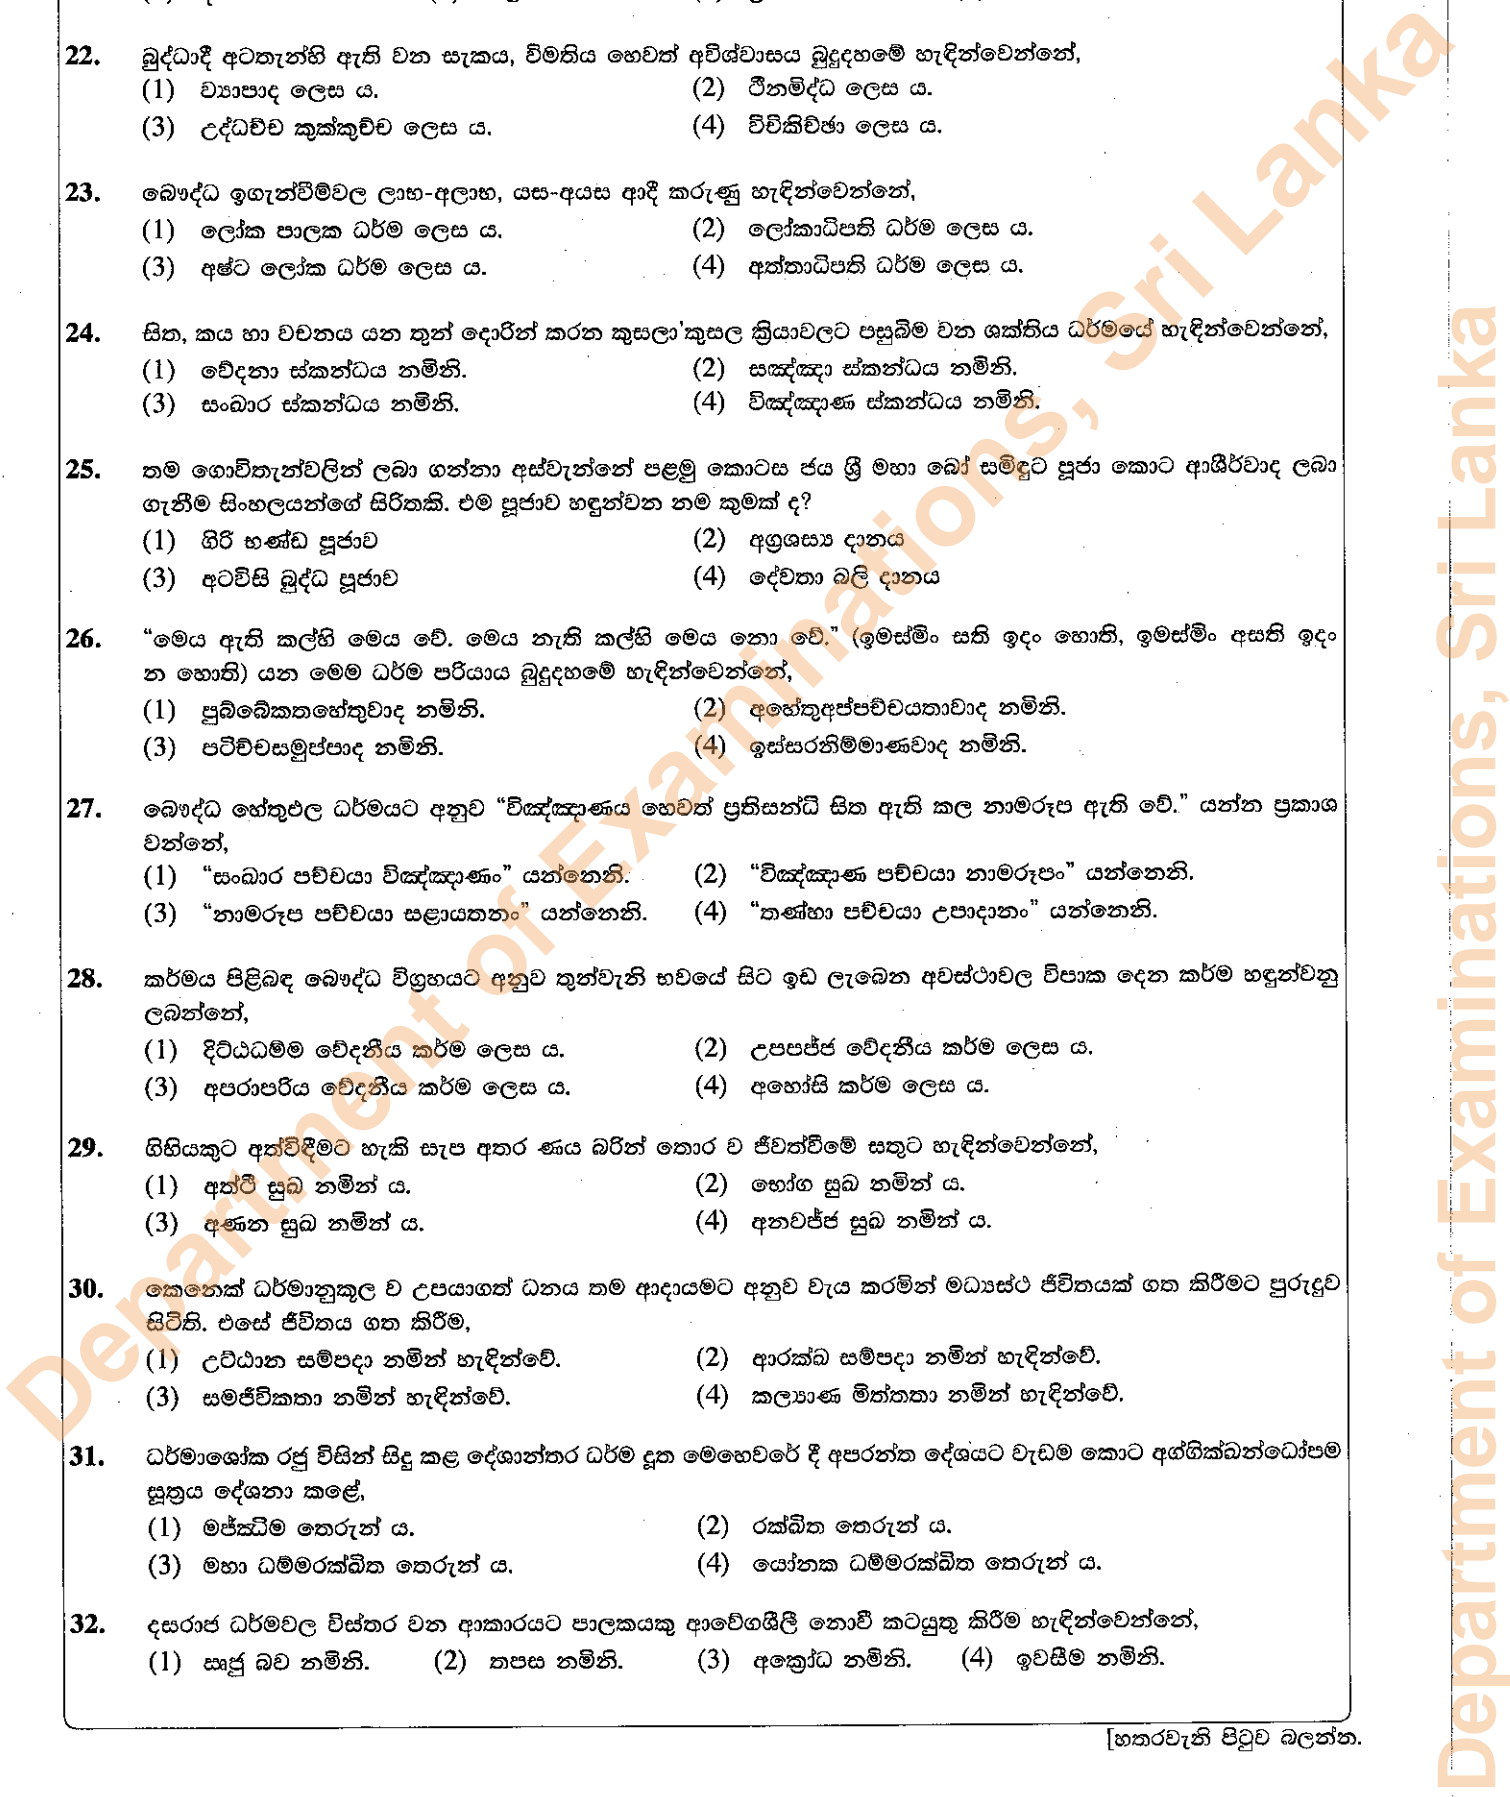 22. බුද්ධාදී අටතැන්හි ඇති වන සැකය, විමතිය හෙවත් අවිශ්වාසය බුදුදහමේ හැඳින්වෙන්නේ,
(1) ව්‍යාපාද ලෙස ය. (2) ථීනමිද්ධ ලෙස ය.
(3) උද්ධච්ච කුක්කුච්ච ලෙස ය. (4) විචිකිච්ඡා ලෙස ය.
23. බෞද්ධ ඉගැන්වීම්වල ලාභ-අලාභ, යස-අයස ආදී කරුණු හැඳින්වෙන්නේ,
(1) ලෝක පාලක ධර්ම ලෙස ය. (2) ලෝකාධිපති ධර්ම ලෙස ය.
(3) අෂ්ට ලෝක ධර්ම ලෙස ය. (4) අත්තාධිපති ධර්ම ලෙස ය.
24. සිත, කය හා වචනය යන තුන් දොරින් කරන කුසලා'කුසල ක්‍රියාවලට පසුබිම වන ශක්තිය ධර්මයේ හැඳින්වෙන්නේ,
(1) වේදනා ස්කන්ධය නමිනි. (2) සඤ්ඤා ස්කන්ධය නමිනි.
(3) සංඛාර ස්කන්ධය නමිනි. (4) විඤ්ඤාණ ස්කන්ධය නමිනි.
25. තම ගොවිතැන්වලින් ලබා ගන්නා අස්වැන්නේ පළමු කොටස ජය ශ්‍රී මහා බෝ සමිඳුට පූජා කොට ආශීර්වාද ලබා
ගැනීම සිංහලයන්ගේ සිරිතකි. එම පූජාව හඳුන්වන නම කුමක් ද?
(1) ගිරි භණ්ඩ පූජාව (2) අග්‍රශස්‍ය දානය
(3) අටවිසි බුද්ධ පූජාව (4) දේවතා බලි දානය
26. “මෙය ඇති කල්හි මෙය වේ. මෙය නැති කල්හි මෙය නො වේ.” (ඉමස්මිං සති ඉදං හොති, ඉමස්මිං අසති ඉදං
න හොති) යන මෙම ධර්ම පරියාය බුදුදහමේ හැඳින්වෙන්නේ,
(1) පුබ්බේකතහේතුවාද නමිනි. (2) අහේතුඅප්පච්චයතාවාද නමිනි.
(3) පටිච්චසමුප්පාද නමිනි. (4) ඉස්සරනිම්මාණවාද නමිනි.
27. බෞද්ධ හේතුඵල ධර්මයට අනුව “විඤ්ඤාණය හෙවත් ප්‍රතිසන්ධි සිත ඇති කල නාමරූප ඇති වේ.” යන්න ප්‍රකාශ
වන්නේ,
(1) “සංඛාර පච්චයා විඤ්ඤාණං” යන්නෙනි. (2) “විඤ්ඤාණ පච්චයා නාමරූපං” යන්නෙනි.
(3) “නාමරූප පච්චයා සළායතනං” යන්නෙනි. (4) “තණ්හා පච්චයා උපාදානං” යන්නෙනි.
28. කර්මය පිළිබඳ බෞද්ධ විග්‍රහයට අනුව තුන්වැනි භවයේ සිට ඉඩ ලැබෙන අවස්ථාවල විපාක දෙන කර්ම හඳුන්වනු
ලබන්නේ,
(1) දිට්ඨධම්ම වේදනීය කර්ම ලෙස ය. (2) උපපජ්ජ වේදනීය කර්ම ලෙස ය.
(3) අපරාපරිය වේදනීය කර්ම ලෙස ය. (4) අහෝසි කර්ම ලෙස ය.
29. ගිහියකුට අත්විඳීමට හැකි සැප අතර ණය බරින් තොර ව ජීවත්වීමේ සතුට හැඳින්වෙන්නේ,
(1) අත්ථි සුඛ නමින් ය. (2) භෝග සුඛ නමින් ය.
(3) අණන සුඛ නමින් ය. (4) අනවජ්ජ සුඛ නමින් ය.
30. කෙනෙක් ධර්මානුකූල ව උපයාගත් ධනය තම ආදායමට අනුව වැය කරමින් මධ්‍යස්ථ ජීවිතයක් ගත කිරීමට පුරුදුව
සිටිති. එසේ ජීවිතය ගත කිරීම,
(1) උට්ඨාන සම්පදා නමින් හැඳින්වේ. (2) ආරක්ඛ සම්පදා නමින් හැඳින්වේ.
(3) සමජීවිකතා නමින් හැඳින්වේ. (4) කල්‍යාණ මිත්තතා නමින් හැඳින්වේ.
31. ධර්මාශෝක රජු විසින් සිදු කළ දේශාන්තර ධර්ම දූත මෙහෙවරේ දී අපරන්ත දේශයට වැඩම කොට අග්ගික්ඛන්ධෝපම
සූත්‍රය දේශනා කළේ,
(1) මජ්ඣිම තෙරුන් ය. (2) රක්ඛිත තෙරුන් ය.
(3) මහා ධම්මරක්ඛිත තෙරුන් ය. (4) යෝනක ධම්මරක්ඛිත තෙරුන් ය.
32. දසරාජ ධර්මවල විස්තර වන ආකාරයට පාලකයකු ආවේගශීලී නොවී කටයුතු කිරීම හැඳින්වෙන්නේ,
(1) ඍජු බව නමිනි. (2) තපස නමිනි. (3) අක්‍රෝධ නමිනි. (4) ඉවසීම නමිනි.
[හතරවැනි පිටුව බලන්න.
Department of Examinations, Sri Lanka
Department of Examinations, Sri Lanka